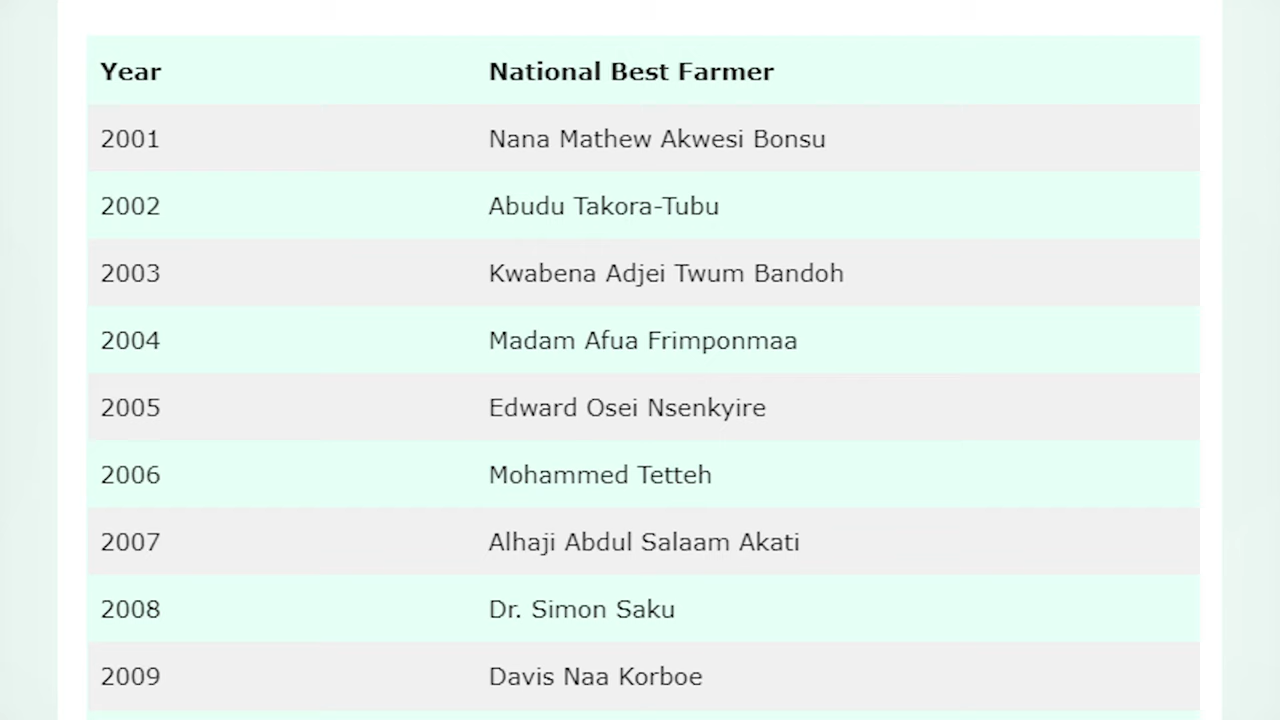 Year National Best Farmer
2001 Nana Mathew Akwesi Bonsu
2002 Abudu Takora-Tubu
2003 Kwabena Adjei Twum Bandoh
2004 Madam Afua Frimponmaa
2005 Edward Osei Nsenkyire
2006 Mohammed Tetteh
2007 Alhaji Abdul Salaam Akati
2008 Dr. Simon Saku
2009 Davis Naa Korboe